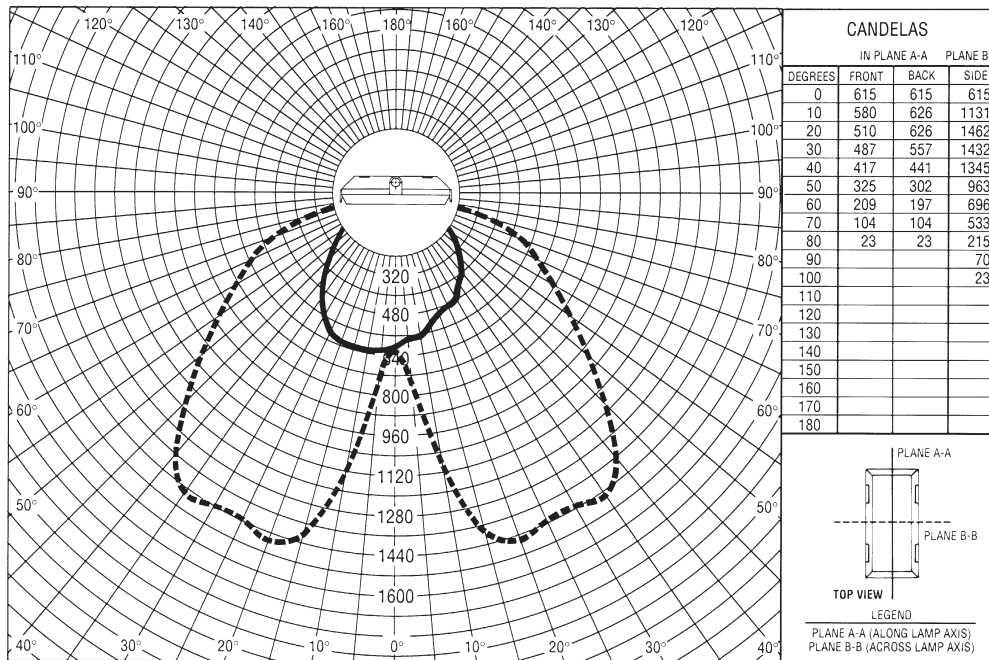 120° 130° 140° 160° 180° 160° 140° 130° 120°
110° 110°
100° 100°
90° 90°
80° 80°
70° 70°
60° 60°
50° 50°
40° 30° 20° 10° 0° 10° 20° 30° 40°
320
480
640
800
960
1120
1280
1440
1600
CANDELAS
IN PLANE A-A PLANE B
DEGREES FRONT BACK SIDE
0 615 615 615
10 580 626 1131
20 510 626 1462
30 487 557 1432
40 417 441 1345
50 325 302 963
60 209 197 696
70 104 104 533
80 23 23 215
90 70
100 23
110
120
130
140
150
160
170
180
PLANE A-A
PLANE B-B
TOP VIEW
LEGEND
PLANE A-A (ALONG LAMP AXIS)
PLANE B-B (ACROSS LAMP AXIS)